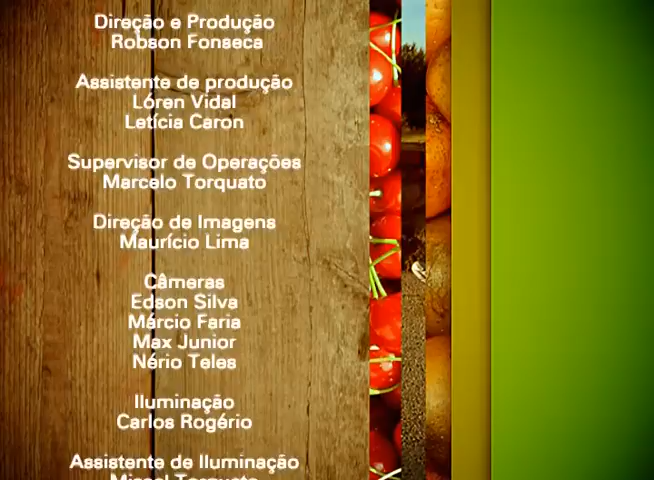 Direção e Produção
Robson Fonseca
Assistente de produção
Lóren Vidal
Letícia Caron
Supervisor de Operações
Marcelo Torquato
Direção de Imagens
Maurício Lima
Câmeras
Edson Silva
Márcio Faria
Max Junior
Nério Teles
Iluminação
Carlos Rogério
Assistente de Iluminação
Torquato